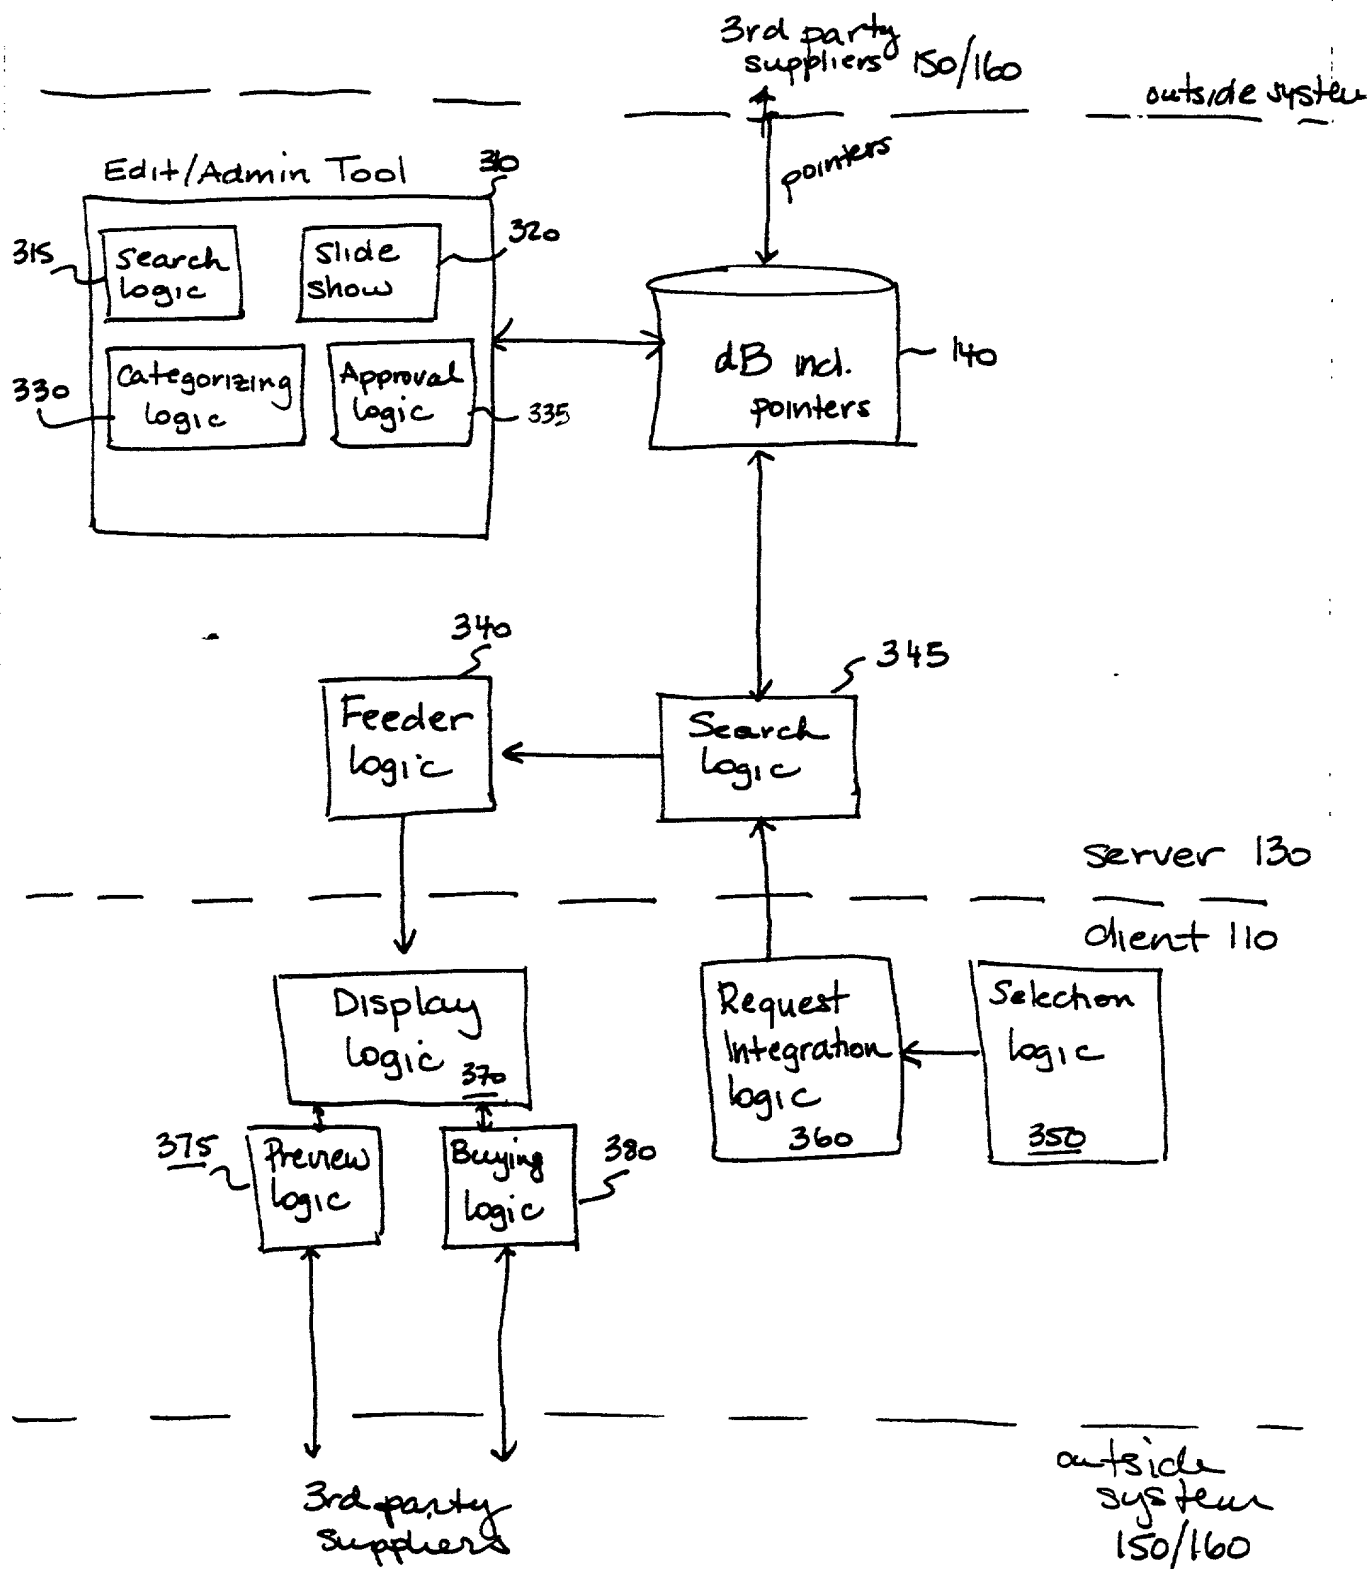 3rd party
suppliers 150/160
outside system
pointers
Edit/Admin Tool
310
315
Search
logic
Slide
show
320
330
Categorizing
logic
Approval
logic
335
dB incl.
pointers
140
340
Feeder
logic
345
Search
logic
server 130
client 110
Display
logic
370
Request
Integration
logic
360
Selection
logic
350
375
Preview
logic
Buying
logic
380
3rd party
suppliers
outside
system
150/160